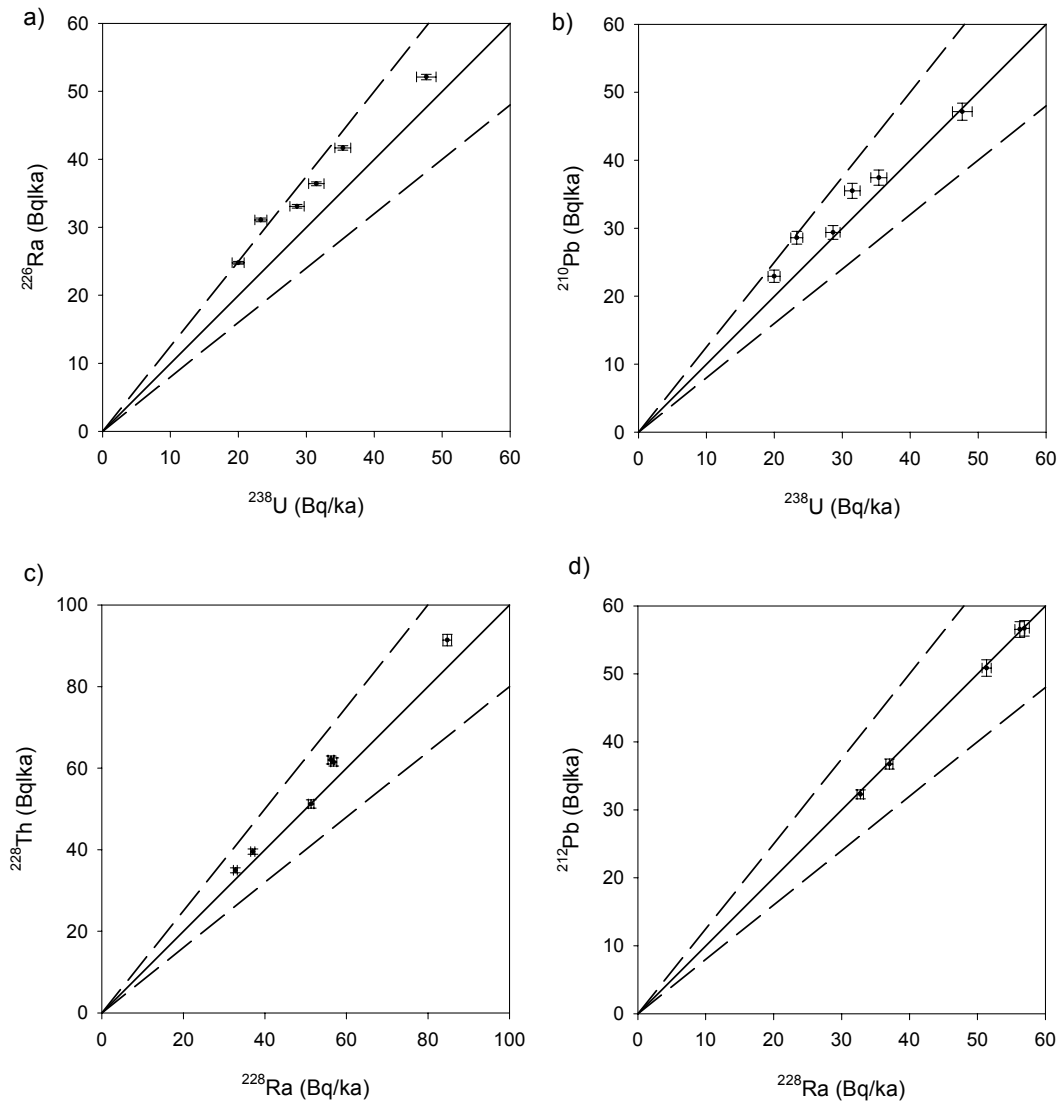 a)
60
50
40
30
20
10
0
²²⁶Ra (Bq|ka)
0 10 20 30 40 50 60
²³⁸U (Bq/ka)
b)
60
50
40
30
20
10
0
²¹⁰Pb (Bq|ka)
0 10 20 30 40 50 60
²³⁸U (Bq/ka)
c)
100
80
60
40
20
0
²²⁸Th (Bq|ka)
0 20 40 60 80 100
²²⁸Ra (Bq/ka)
d)
60
50
40
30
20
10
0
²¹²Pb (Bq|ka)
0 10 20 30 40 50 60
²²⁸Ra (Bq/ka)